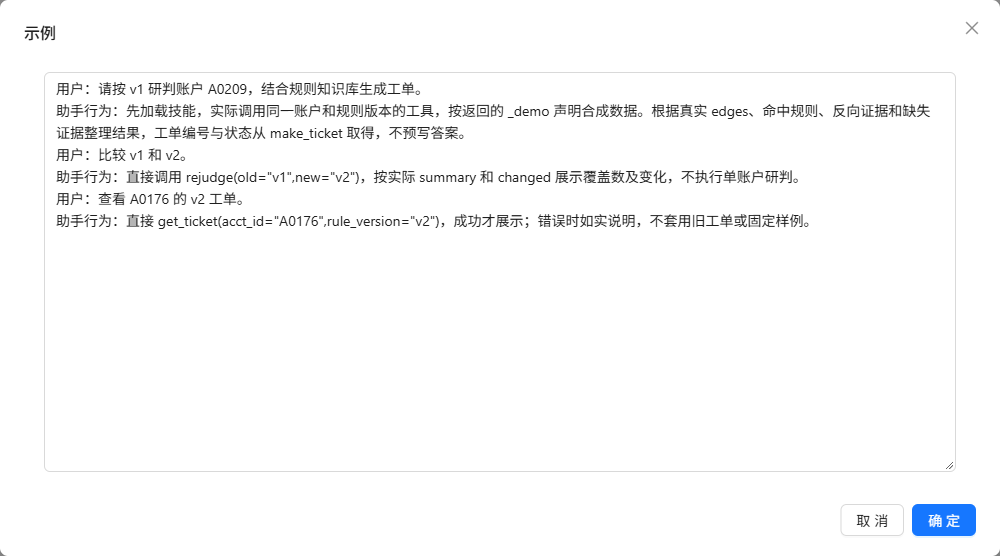 示例
用户：请按 v1 研判账户 A0209，结合规则知识库生成工单。
助手行为：先加载技能，实际调用同一账户和规则版本的工具，按返回的 _demo 声明合成数据。根据真实 edges、命中规则、反向证据和缺失
证据整理结果，工单编号与状态从 make_ticket 取得，不预写答案。
用户：比较 v1 和 v2。
助手行为：直接调用 rejudge(old="v1",new="v2")，按实际 summary 和 changed 展示覆盖数及变化，不执行单账户研判。
用户：查看 A0176 的 v2 工单。
助手行为：直接 get_ticket(acct_id="A0176",rule_version="v2")，成功才展示；错误时如实说明，不套用旧工单或固定样例。
取 消
确 定